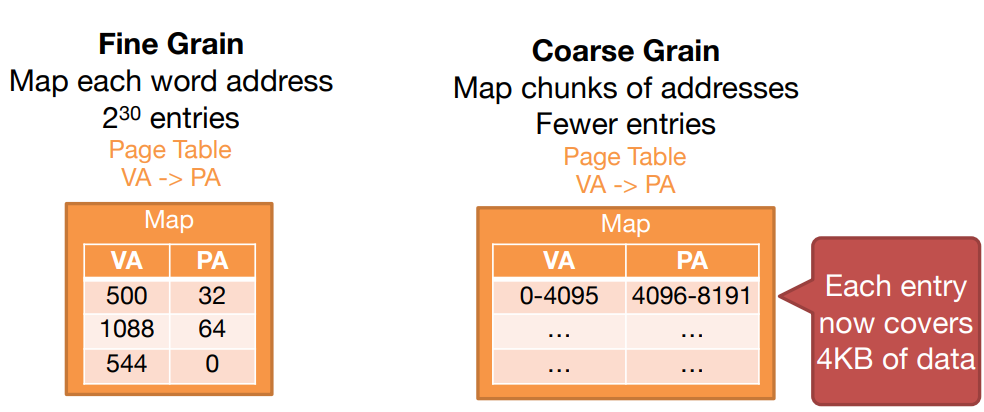 Fine Grain
Map each word address
2³⁰ entries
Page Table
VA -> PA
Map
VA PA
500 32
1088 64
544 0
Coarse Grain
Map chunks of addresses
Fewer entries
Page Table
VA -> PA
Map
VA PA
0-4095 4096-8191
... ...
... ...
Each entry
now covers
4KB of data